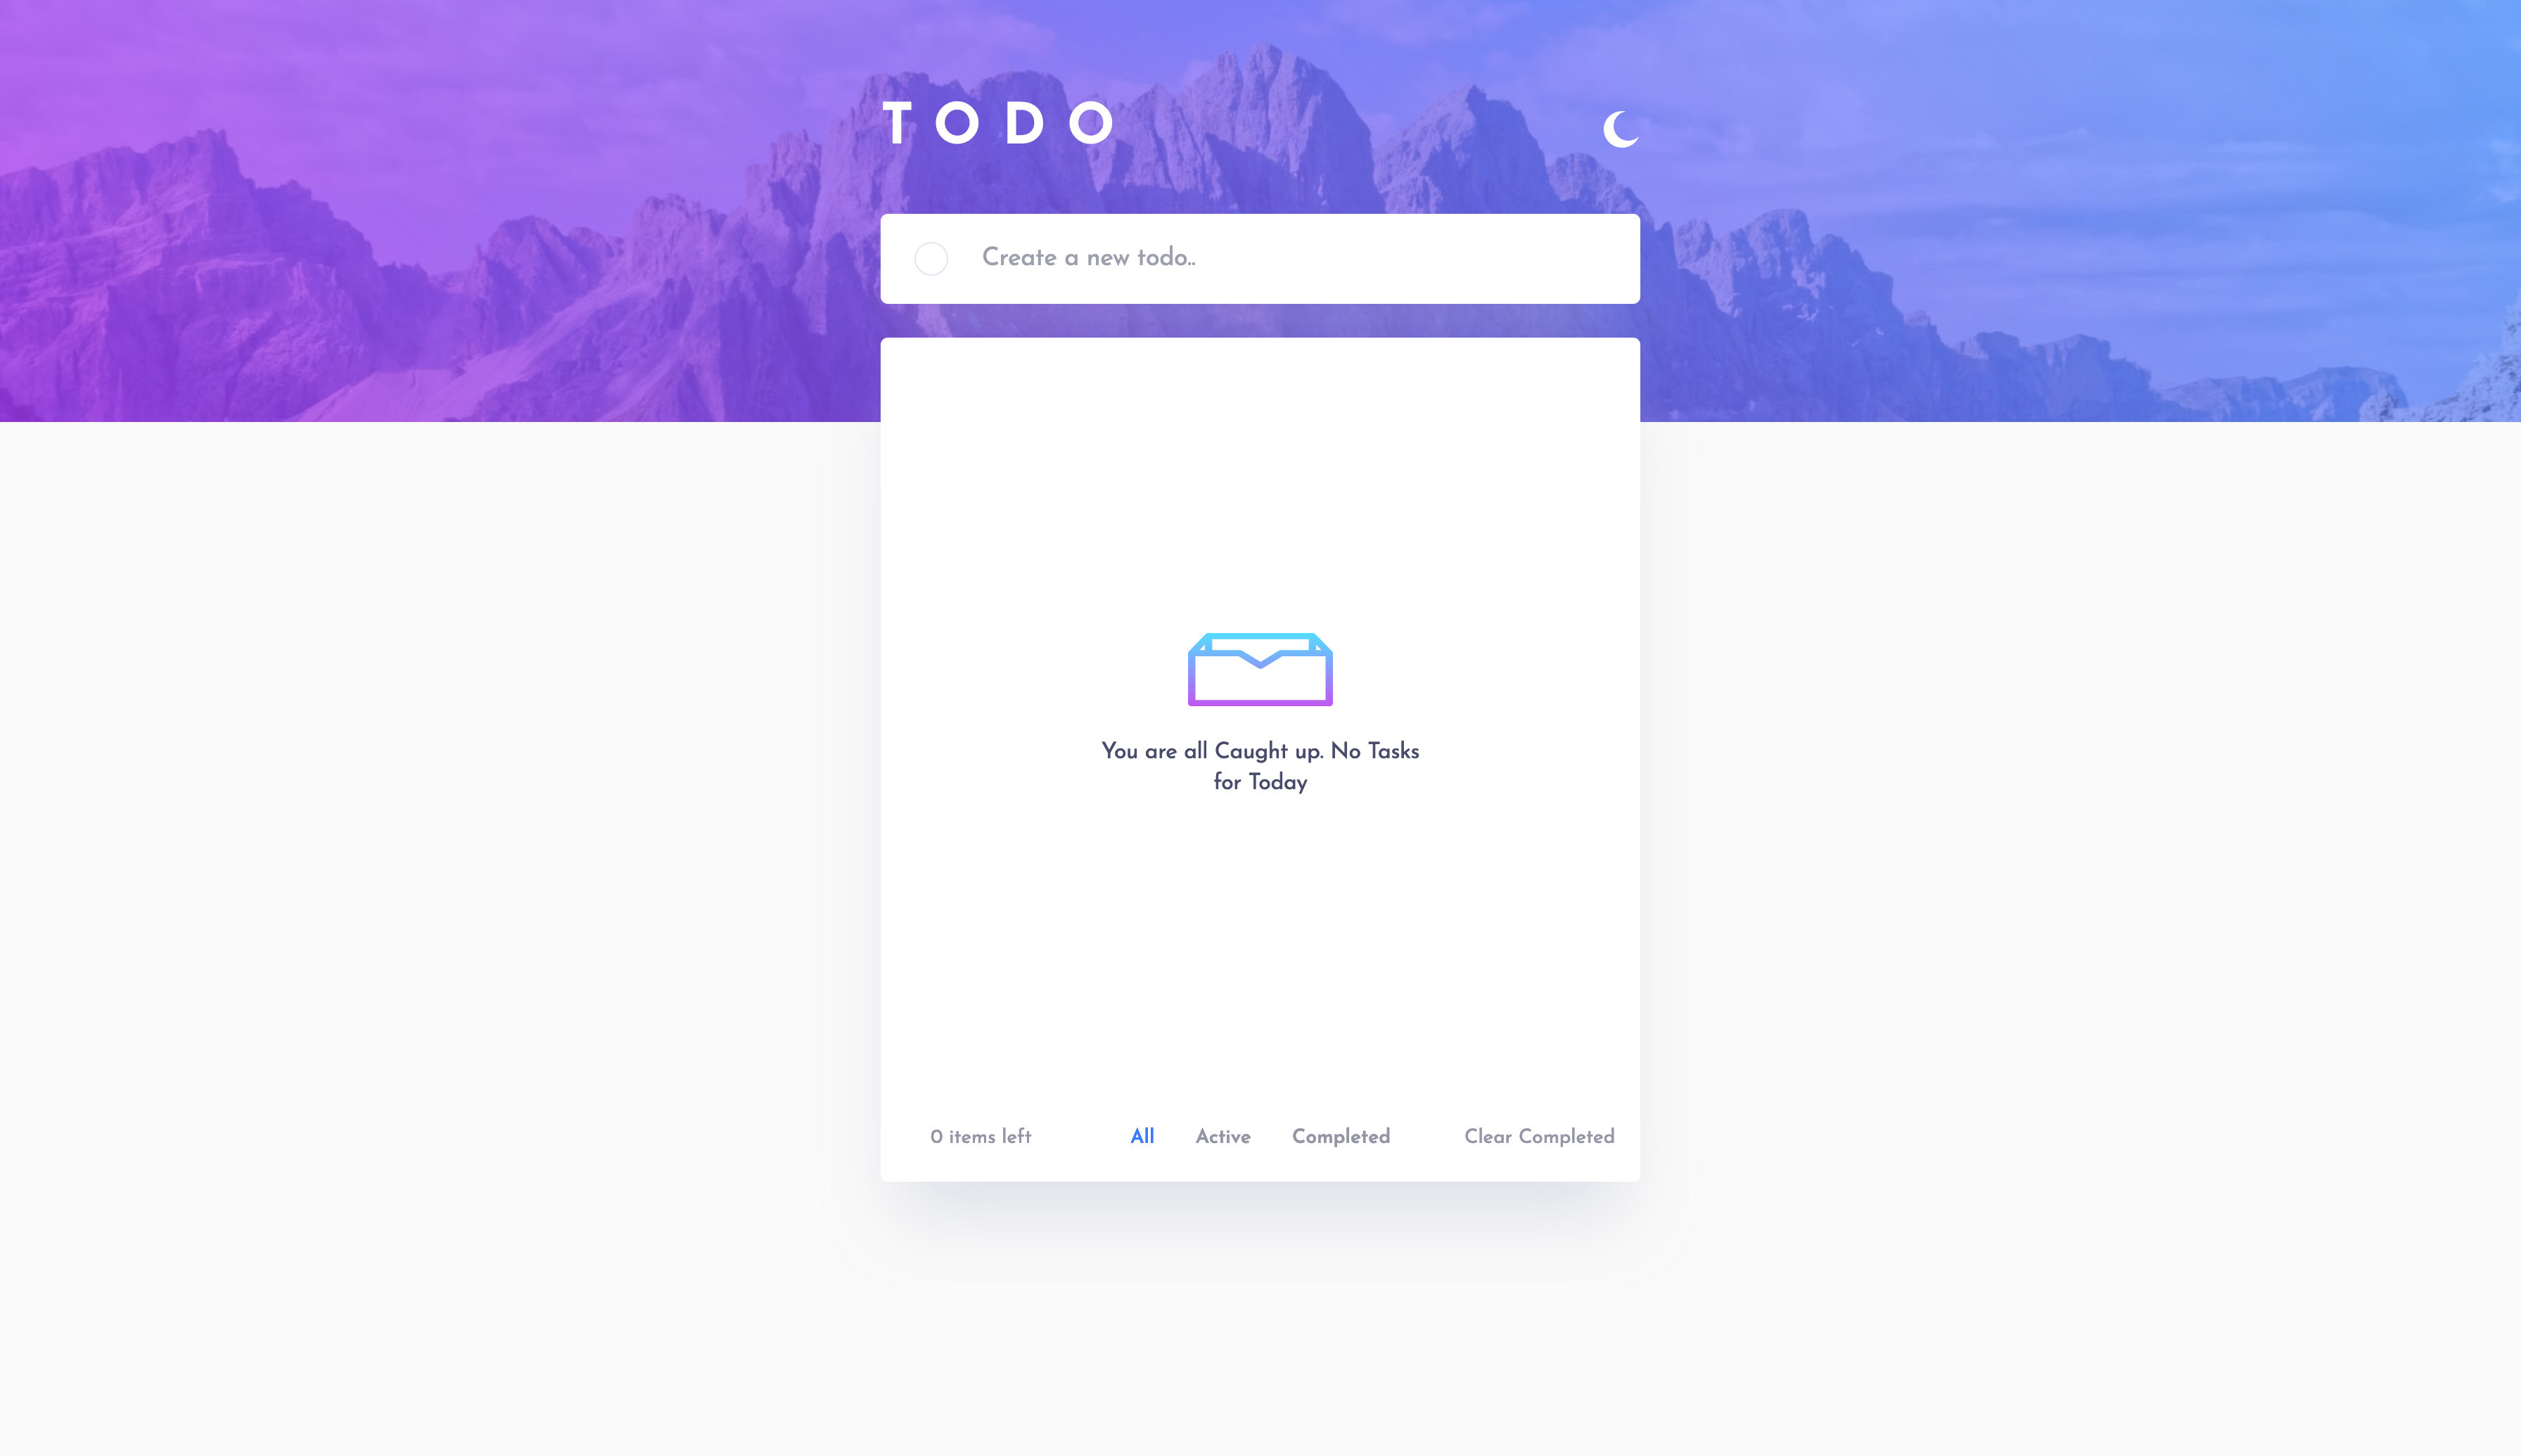 TODO
Create a new todo..
You are all Caught up. No Tasks
for Today
0 items left All Active Completed Clear Completed